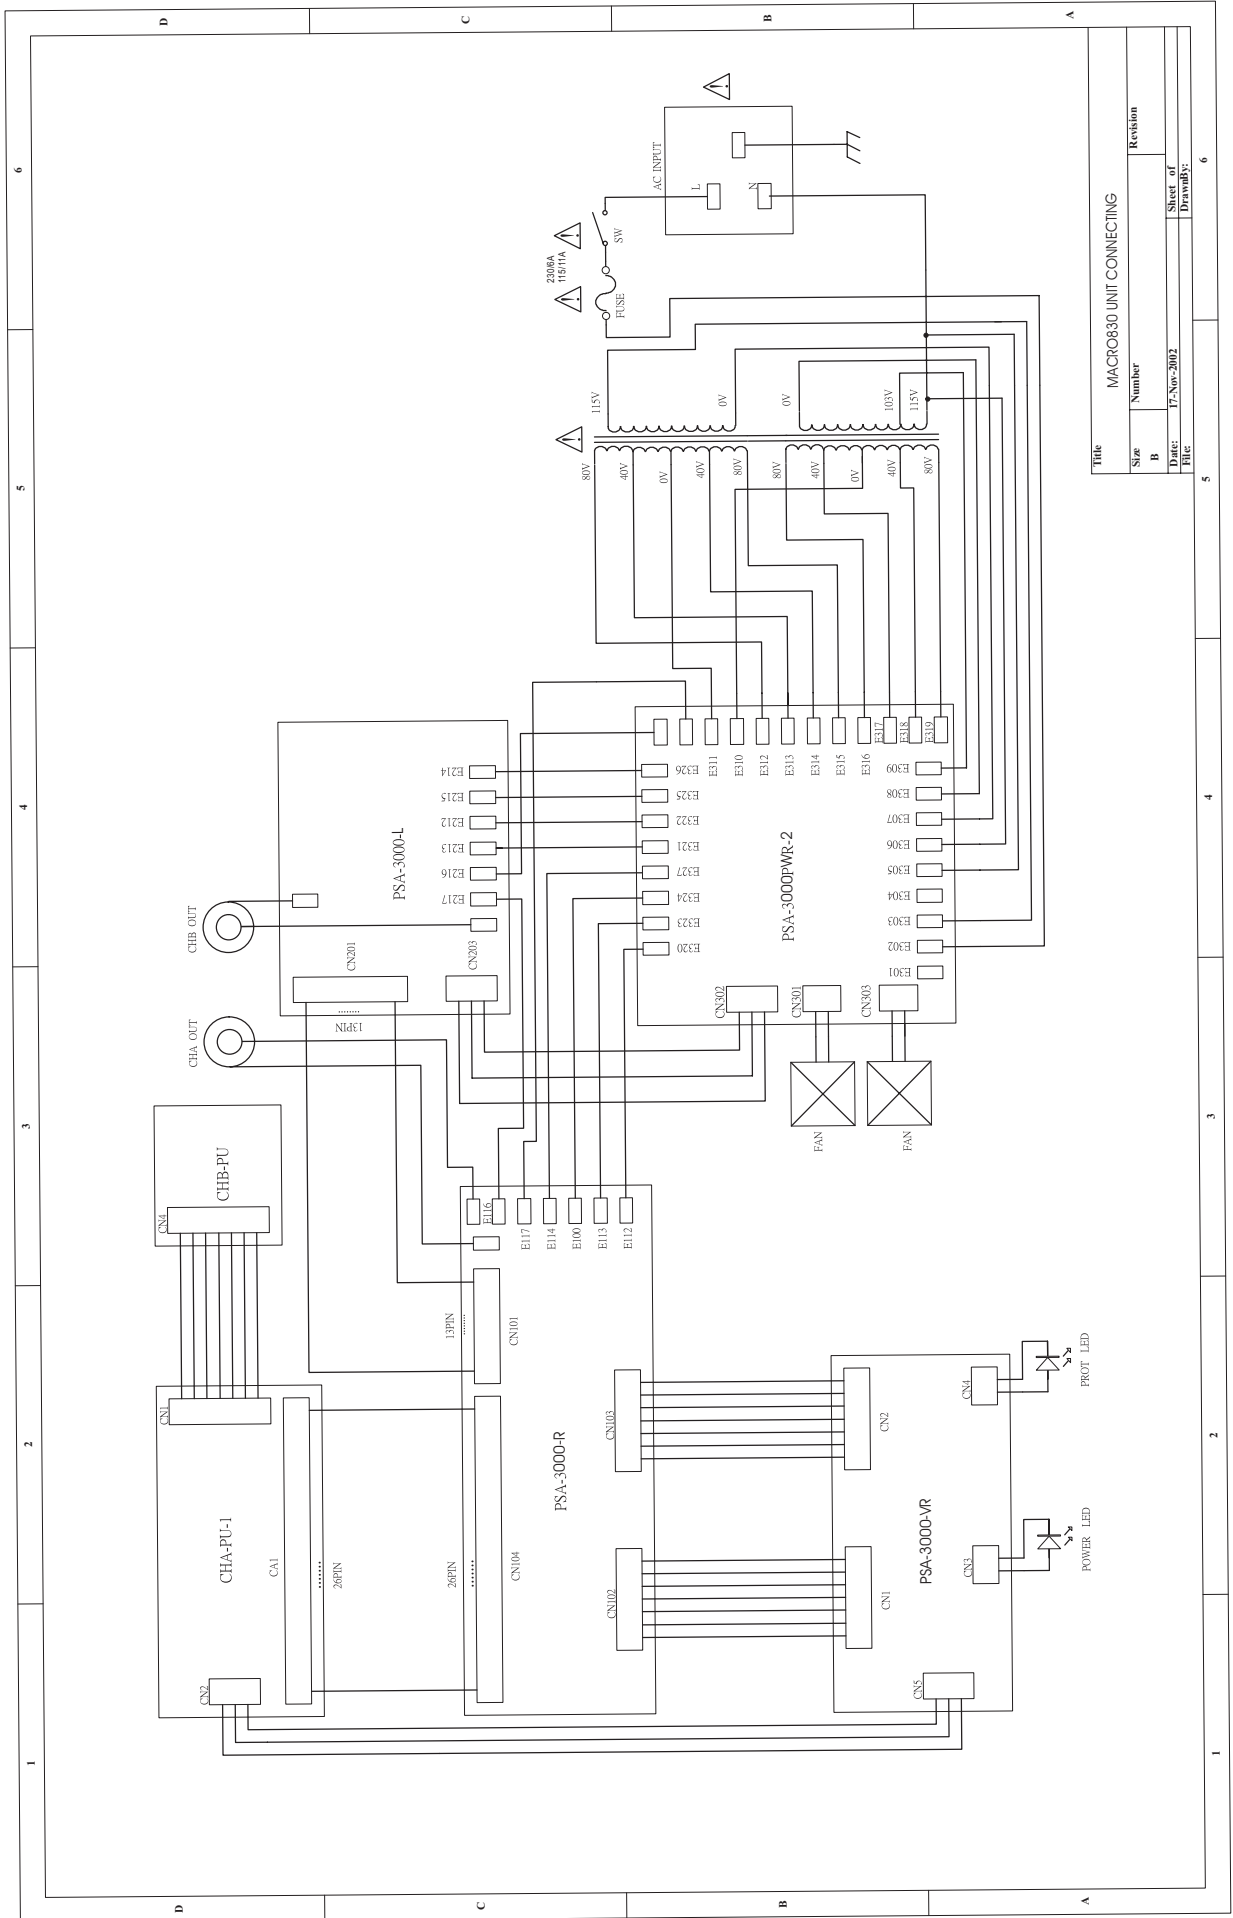 1
2
3
4
5
6
D
C
B
A
CHA-PU-1
CN2
CA1
26PIN
CN1
CHB-PU
CN4
CHA OUT
CHB OUT
PSA-3000-R
26PIN
CN104
13PIN
CN101
CN102
CN103
E116
E117
E114
E100
E113
E112
PSA-3000-L
CN201
13PIN
CN203
E217
E216
E213
E212
E215
E214
PSA-3000-VR
CN1
CN2
CN5
CN3
CN4
POWER LED
PROT LED
PSA-3000PWR-2
CN302
CN301
CN303
FAN
FAN
E320
E323
E324
E327
E321
E322
E325
E326
E311
E310
E312
E313
E314
E315
E316
E317
E318
E319
E301
E302
E303
E304
E305
E306
E307
E308
E309
80V
40V
0V
40V
80V
80V
40V
0V
40V
80V
115V
0V
0V
103V
115V
FUSE
SW
230/6A
115/11A
AC INPUT
L
N
Title
MACRO830 UNIT CONNECTING
Size
B
Number
Revision
Date:
17-Nov-2002
Sheet of
File:
DrawnBy:
1
2
3
4
5
6
D
C
B
A